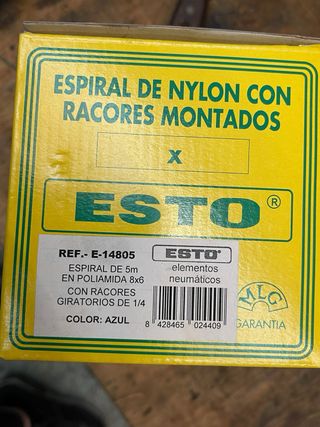 ESPIRAL DE NYLON CON
RACORES MONTADOS
X
ESTO®
REF.- E-14805
ESPIRAL DE 5m
EN POLIAMIDA 8x6
CON RACORES
GIRATORIOS DE 1/4
COLOR: AZUL
ESTO®
elementos
neumáticos
8 428465 024409
MLG
GARANTIA